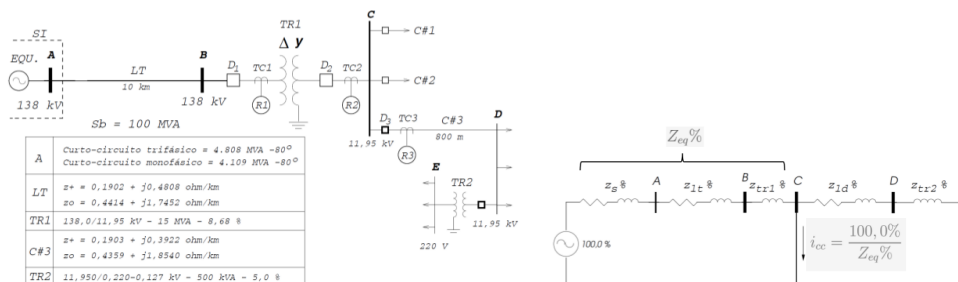 SI
EQU.
A
138 kV
LT
10 km
B
138 kV
D1
TC1
R1
TR1
Δ y
D2
TC2
R2
C
C#1
C#2
D3
TC3
C#3
800 m
R3
11,95 kV
D
E
TR2
220 V
11,95 kV
Sb = 100 MVA
A
Curto-circuito trifásico = 4.808 MVA -80°
Curto-circuito monofásico = 4.109 MVA -80°
LT
z+ = 0,1902 + j0,4808 ohm/km
zo = 0,4414 + j1,7452 ohm/km
TR1
138,0/11,95 kV - 15 MVA - 8,68 %
C#3
z+ = 0,1903 + j0,3922 ohm/km
zo = 0,4359 + j1,8540 ohm/km
TR2
11,950/0,220-0,127 kV - 500 kVA - 5,0 %
Zeq%
zs%
A
zlt%
B
ztr1%
C
zld%
D
ztr2%
100,0%
icc = 100,0% / Zeq%